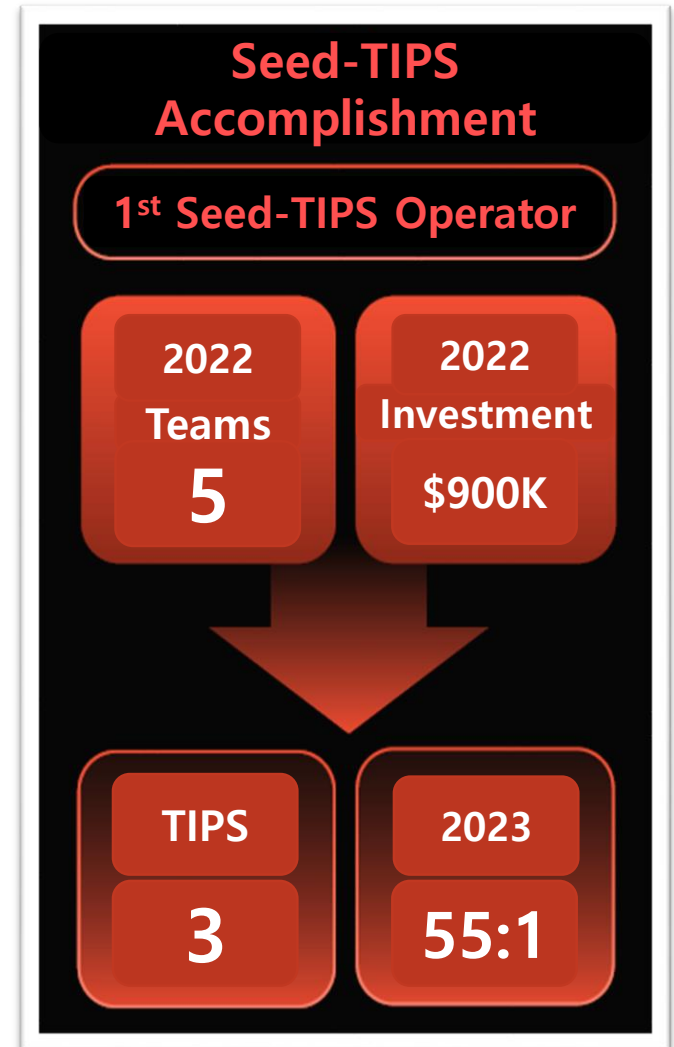 Seed-TIPS
Accomplishment
1st Seed-TIPS Operator
2022
Teams
5
2022
Investment
$900K
TIPS
3
2023
55:1